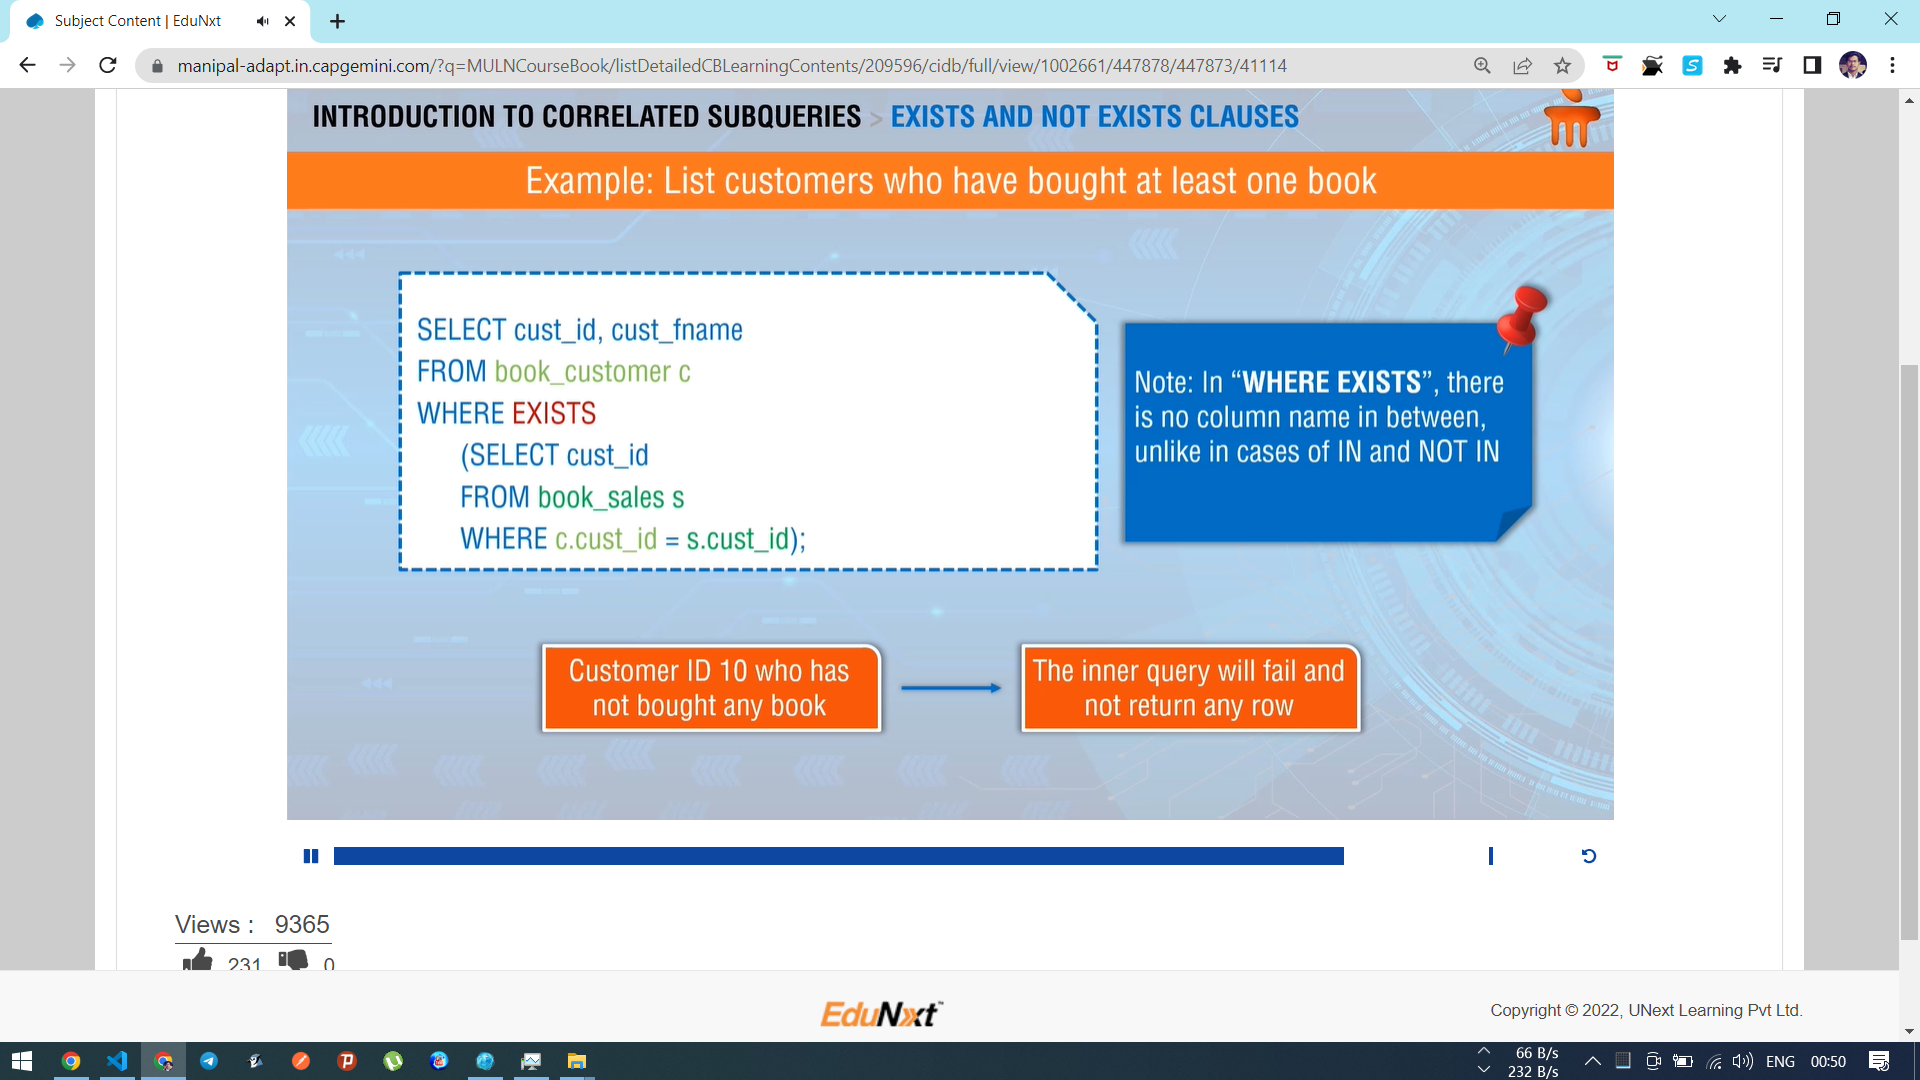 Subject Content | EduNxt
manipal-adapt.in.capgemini.com/?q=MULNCourseBook/listDetailedCBLearningContents/209596/cidb/full/view/1002661/447878/447873/41114
INTRODUCTION TO CORRELATED SUBQUERIES > EXISTS AND NOT EXISTS CLAUSES
Example: List customers who have bought at least one book
SELECT cust_id, cust_fname
FROM book_customer c
WHERE EXISTS
(SELECT cust_id
FROM book_sales s
WHERE c.cust_id = s.cust_id);
Note: In “WHERE EXISTS”, there
is no column name in between,
unlike in cases of IN and NOT IN
Customer ID 10 who has
not bought any book
The inner query will fail and
not return any row
Views : 9365
231 0
EduNxt
Copyright © 2022, UNext Learning Pvt Ltd.
66 B/s
232 B/s
ENG 00:50